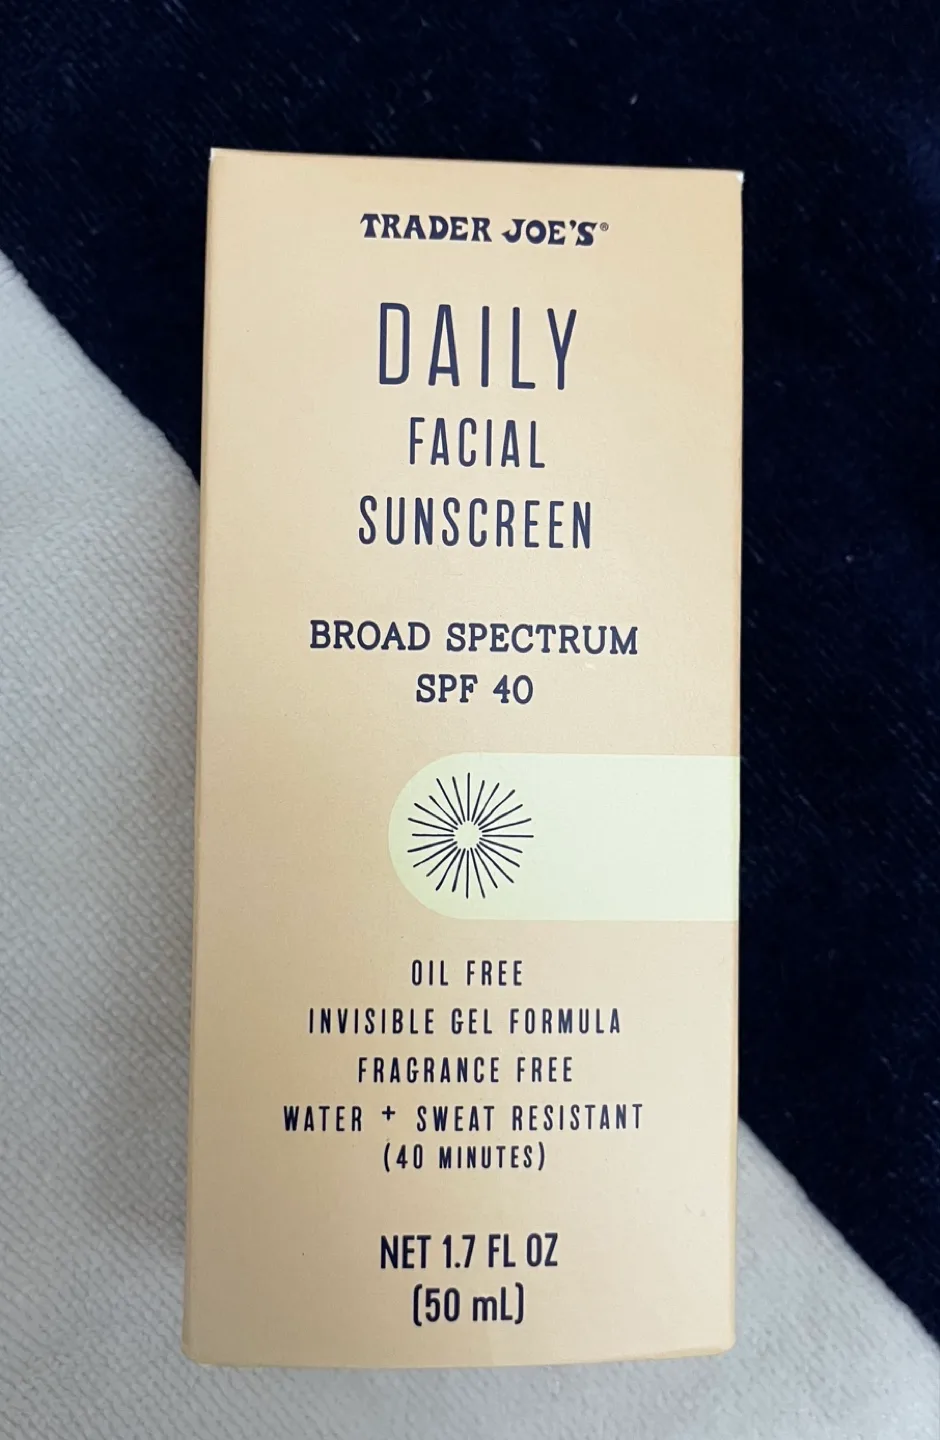 TRADER JOE'S®
DAILY
FACIAL
SUNSCREEN
BROAD SPECTRUM
SPF 40
OIL FREE
INVISIBLE GEL FORMULA
FRAGRANCE FREE
WATER + SWEAT RESISTANT
(40 MINUTES)
NET 1.7 FL OZ
(50 mL)